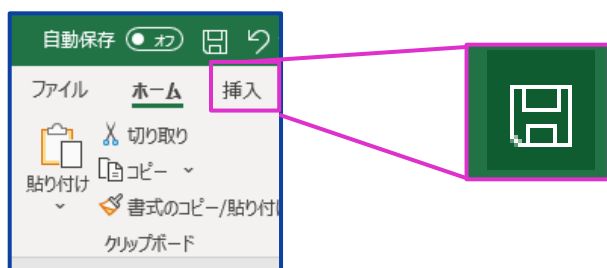 自動保存 オフ
ファイル ホーム 挿入
切り取り
コピー
貼り付け
書式のコピー/貼り付け
クリップボード